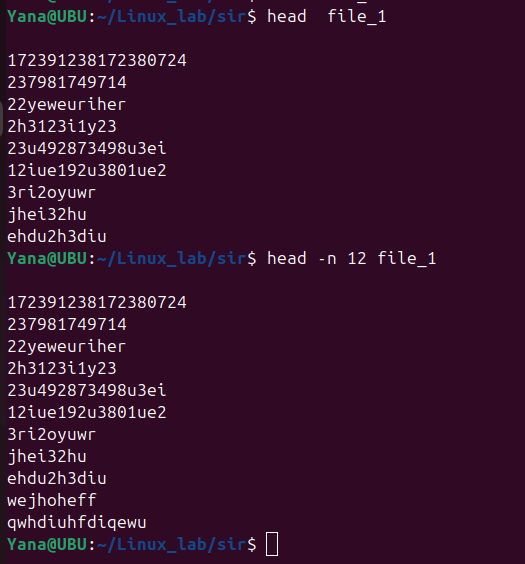 Yana@UBU:~/Linux_lab/sir$ head  file_1

172391238172380724
237981749714
22yeweuriher
2h3123i1y23
23u492873498u3ei
12iue192u3801ue2
3ri2oyuwr
jhei32hu
ehdu2h3diu
Yana@UBU:~/Linux_lab/sir$ head -n 12 file_1

172391238172380724
237981749714
22yeweuriher
2h3123i1y23
23u492873498u3ei
12iue192u3801ue2
3ri2oyuwr
jhei32hu
ehdu2h3diu
wejhoheff
qwhdiuhfdiqewu
Yana@UBU:~/Linux_lab/sir$